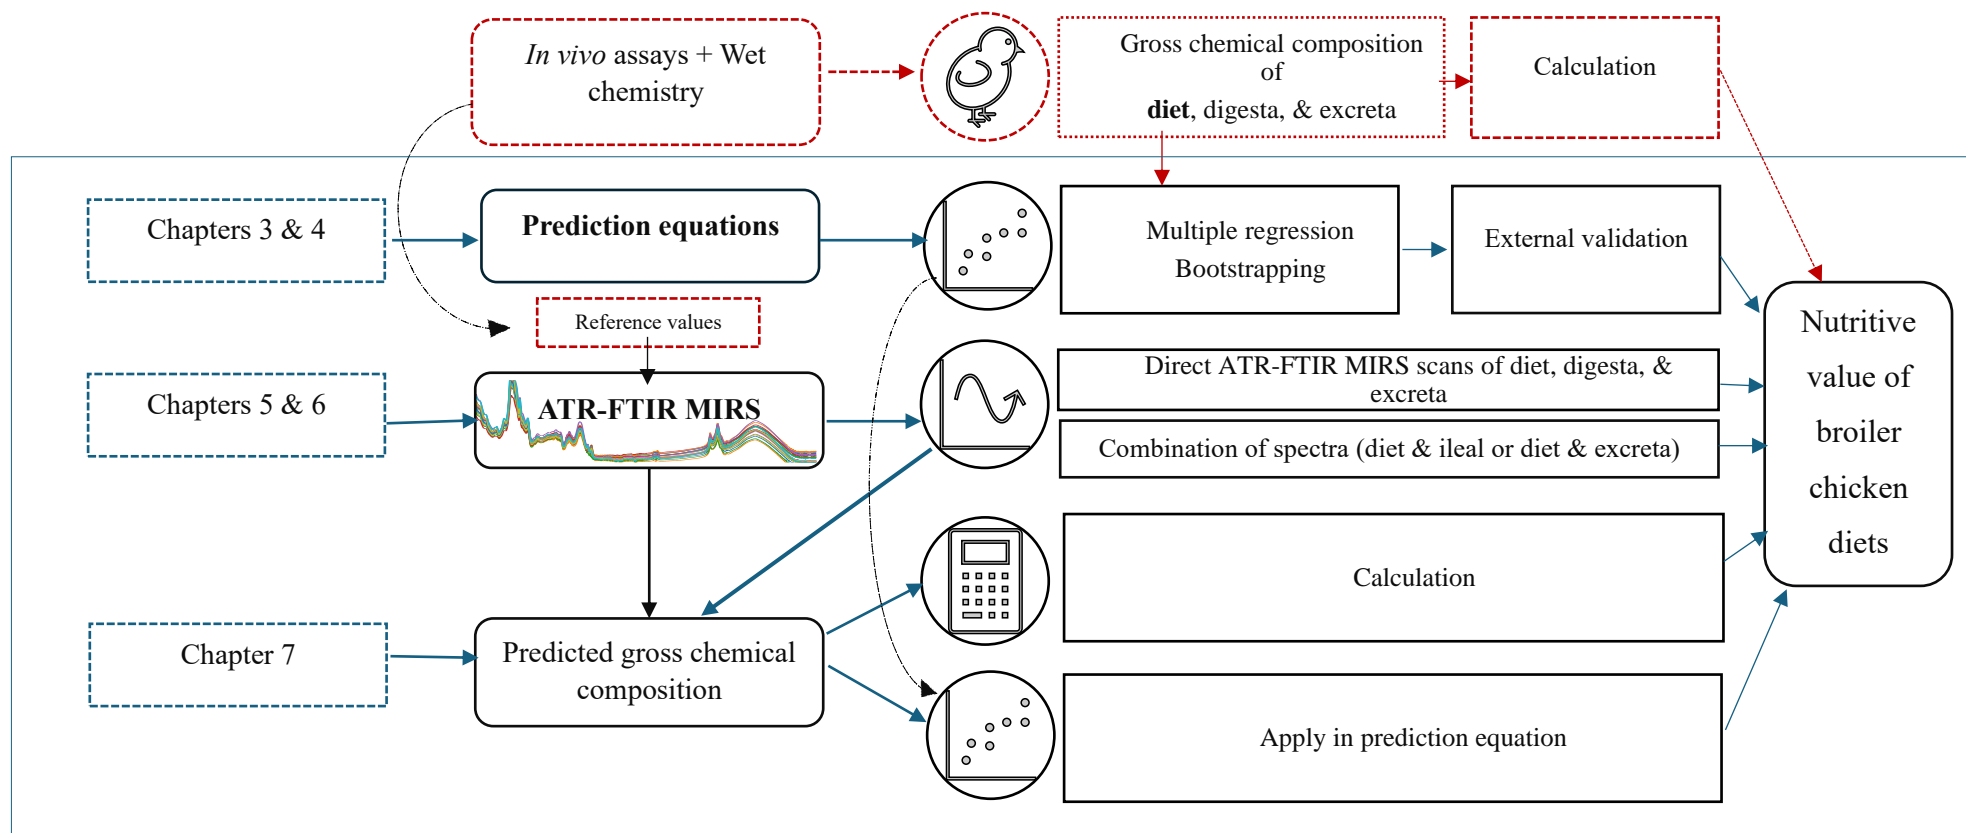 In vivo assays + Wet
chemistry
Gross chemical composition
of
diet, digesta, & excreta
Calculation
Chapters 3 & 4
Prediction equations
Multiple regression
Bootstrapping
External validation
Reference values
Chapters 5 & 6
ATR-FTIR MIRS
Direct ATR-FTIR MIRS scans of diet, digesta, &
excreta
Combination of spectra (diet & ileal or diet & excreta)
Nutritive
value of
broiler
chicken
diets
Calculation
Chapter 7
Predicted gross chemical
composition
Apply in prediction equation